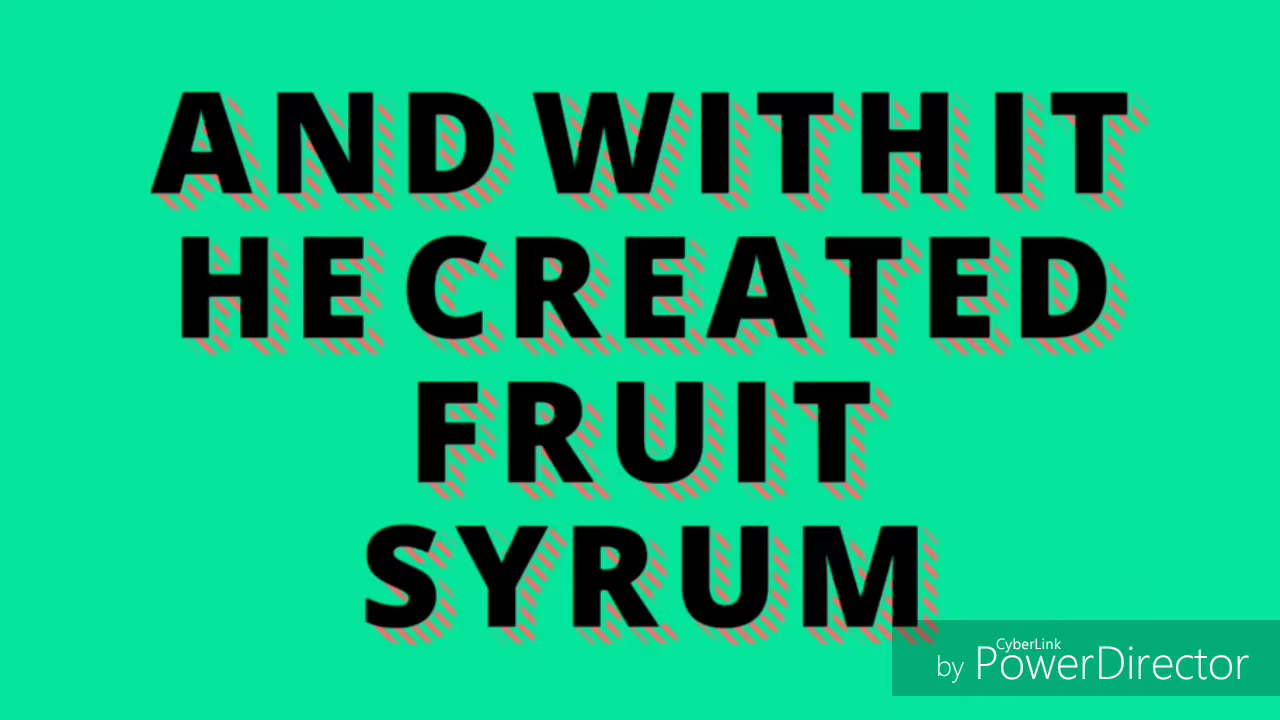 AND WITH IT
HE CREATED
FRUIT
SYRUM
CyberLink
by PowerDirector